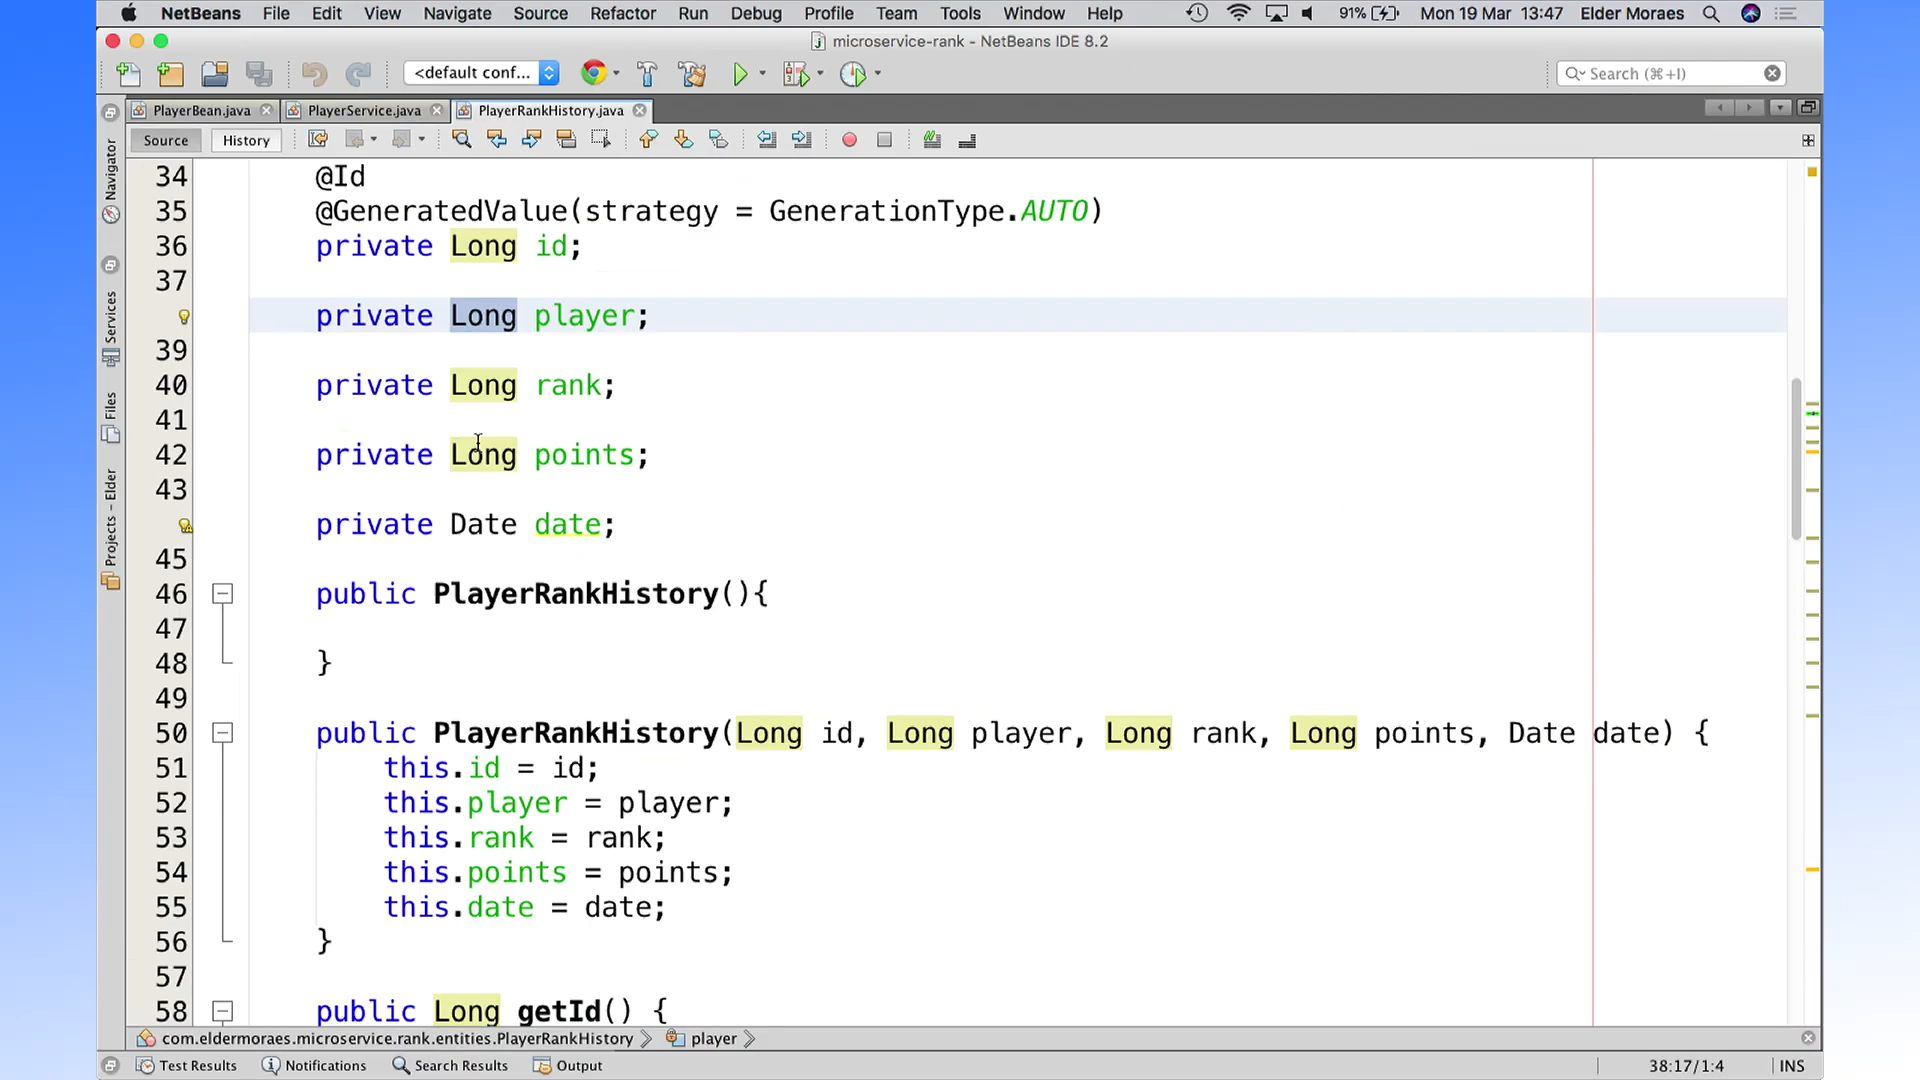 NetBeans File Edit View Navigate Source Refactor Run Debug Profile Team Tools Window Help 91% Mon 19 Mar 13:47 Elder Moraes
microservice-rank - NetBeans IDE 8.2
<default conf... Search (⌘+I)
PlayerBean.java PlayerService.java PlayerRankHistory.java
Source History
Navigator
Services
Files
Projects - Elder
34 @Id
35 @GeneratedValue(strategy = GenerationType.AUTO)
36 private Long id;
37
private Long player;
39
40 private Long rank;
41
42 private Long points;
43
private Date date;
45
46 public PlayerRankHistory(){
47
48 }
49
50 public PlayerRankHistory(Long id, Long player, Long rank, Long points, Date date) {
51 this.id = id;
52 this.player = player;
53 this.rank = rank;
54 this.points = points;
55 this.date = date;
56 }
57
58 public Long getId() {
com.eldermoraes.microservice.rank.entities.PlayerRankHistory player
Test Results Notifications Search Results Output 38:17/1:4 INS